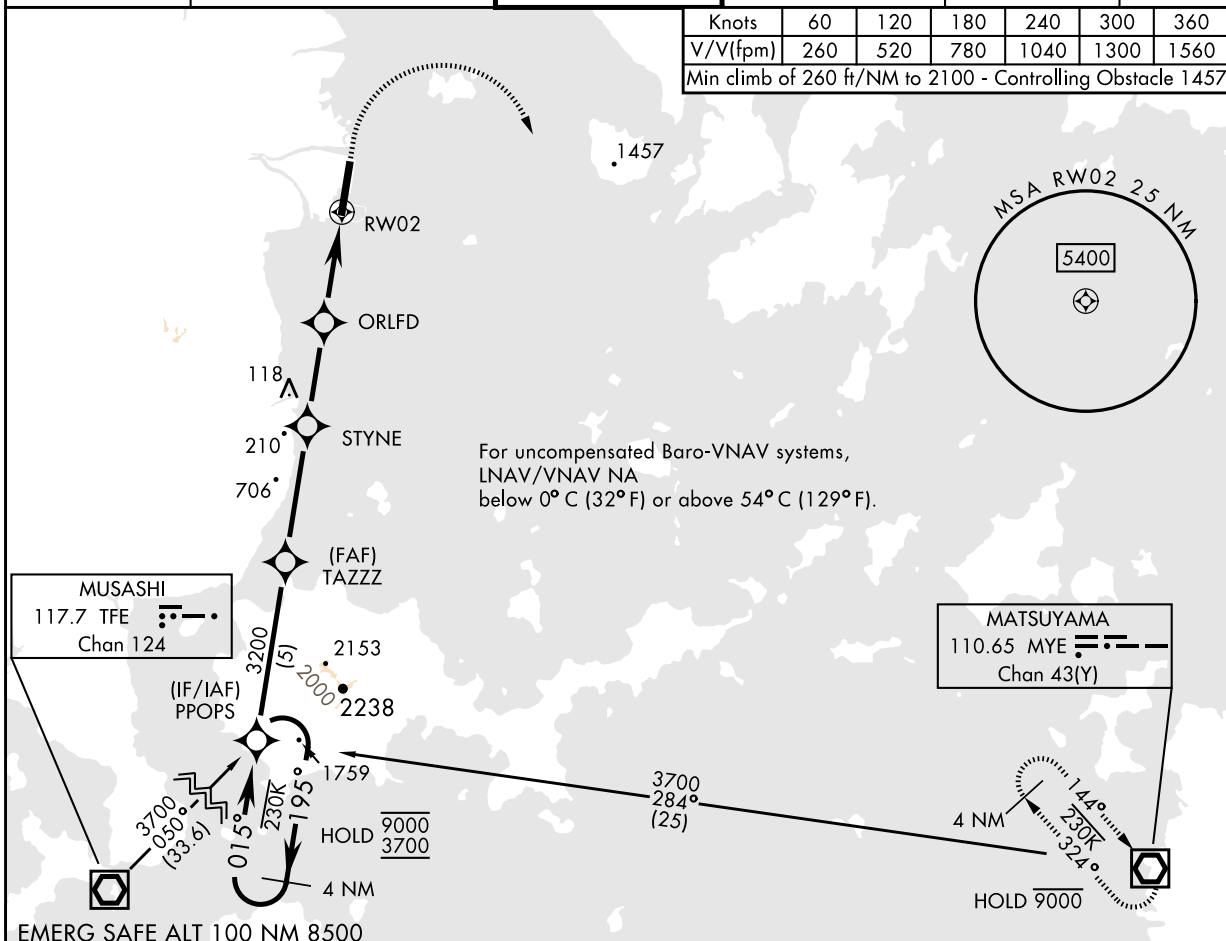 Knots 60 120 180 240 300 360
V/V(fpm) 260 520 780 1040 1300 1560
Min climb of 260 ft/NM to 2100 - Controlling Obstacle 1457
1457
MSA RW02 25 NM
5400
RW02
ORLFD
118
STYNE
210
706
For uncompensated Baro-VNAV systems,
LNAV/VNAV NA
below 0° C (32° F) or above 54° C (129° F).
(FAF)
TAZZZ
MUSASHI
117.7 TFE
Chan 124
MATSUYAMA
110.65 MYE
Chan 43(Y)
3200
(5)
2153
2000
2238
(IF/IAF)
PPOPS
1759
3700
050°
(33.6)
015°
230K
195°
HOLD 9000
3700
4 NM
3700
284°
(25)
4 NM
144°
230K
324°
HOLD 9000
EMERG SAFE ALT 100 NM 8500